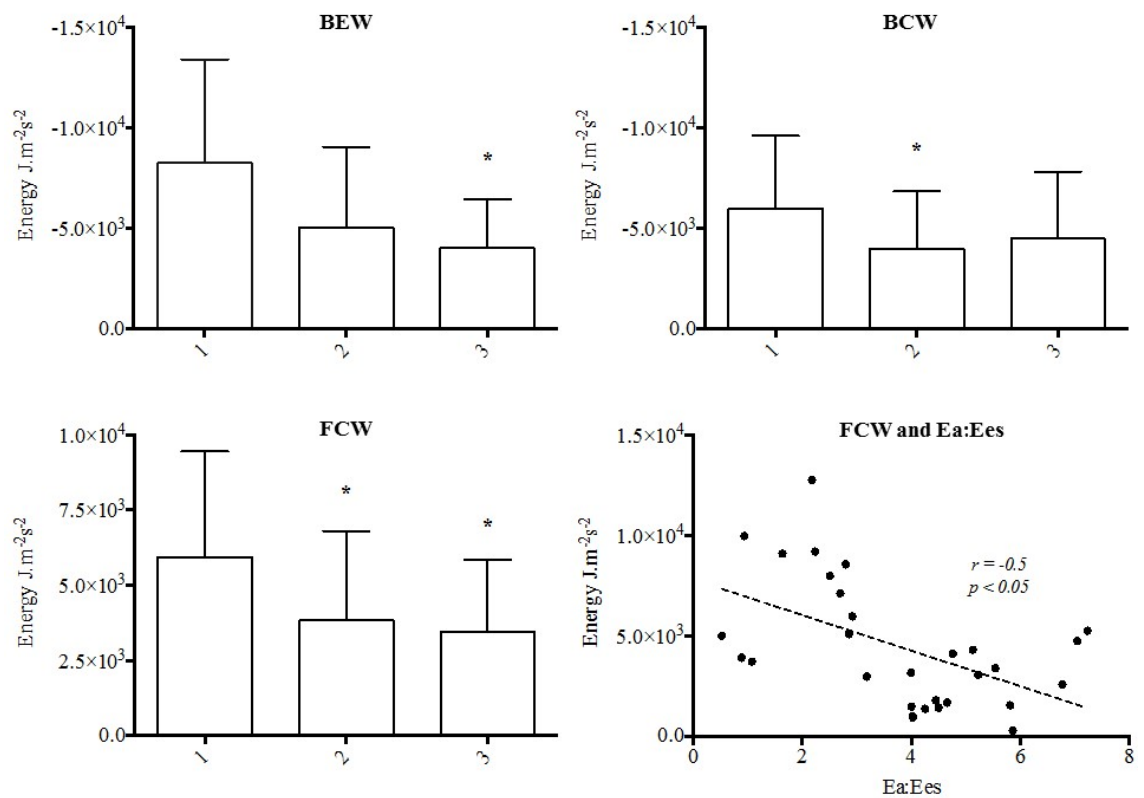 BEW
-1.5×10⁴
-1.0×10⁴
-5.0×10³
0.0
Energy J.m⁻²s⁻²
1
2
3
*
BCW
-1.5×10⁴
-1.0×10⁴
-5.0×10³
0.0
Energy J.m⁻²s⁻²
1
2
3
*
FCW
1.0×10⁴
7.5×10³
5.0×10³
2.5×10³
0.0
Energy J.m⁻²s⁻²
1
2
3
*
*
FCW and Ea:Ees
1.5×10⁴
1.0×10⁴
5.0×10³
0.0
Energy J.m⁻²s⁻²
r = -0.5
p < 0.05
0 2 4 6 8
Ea:Ees